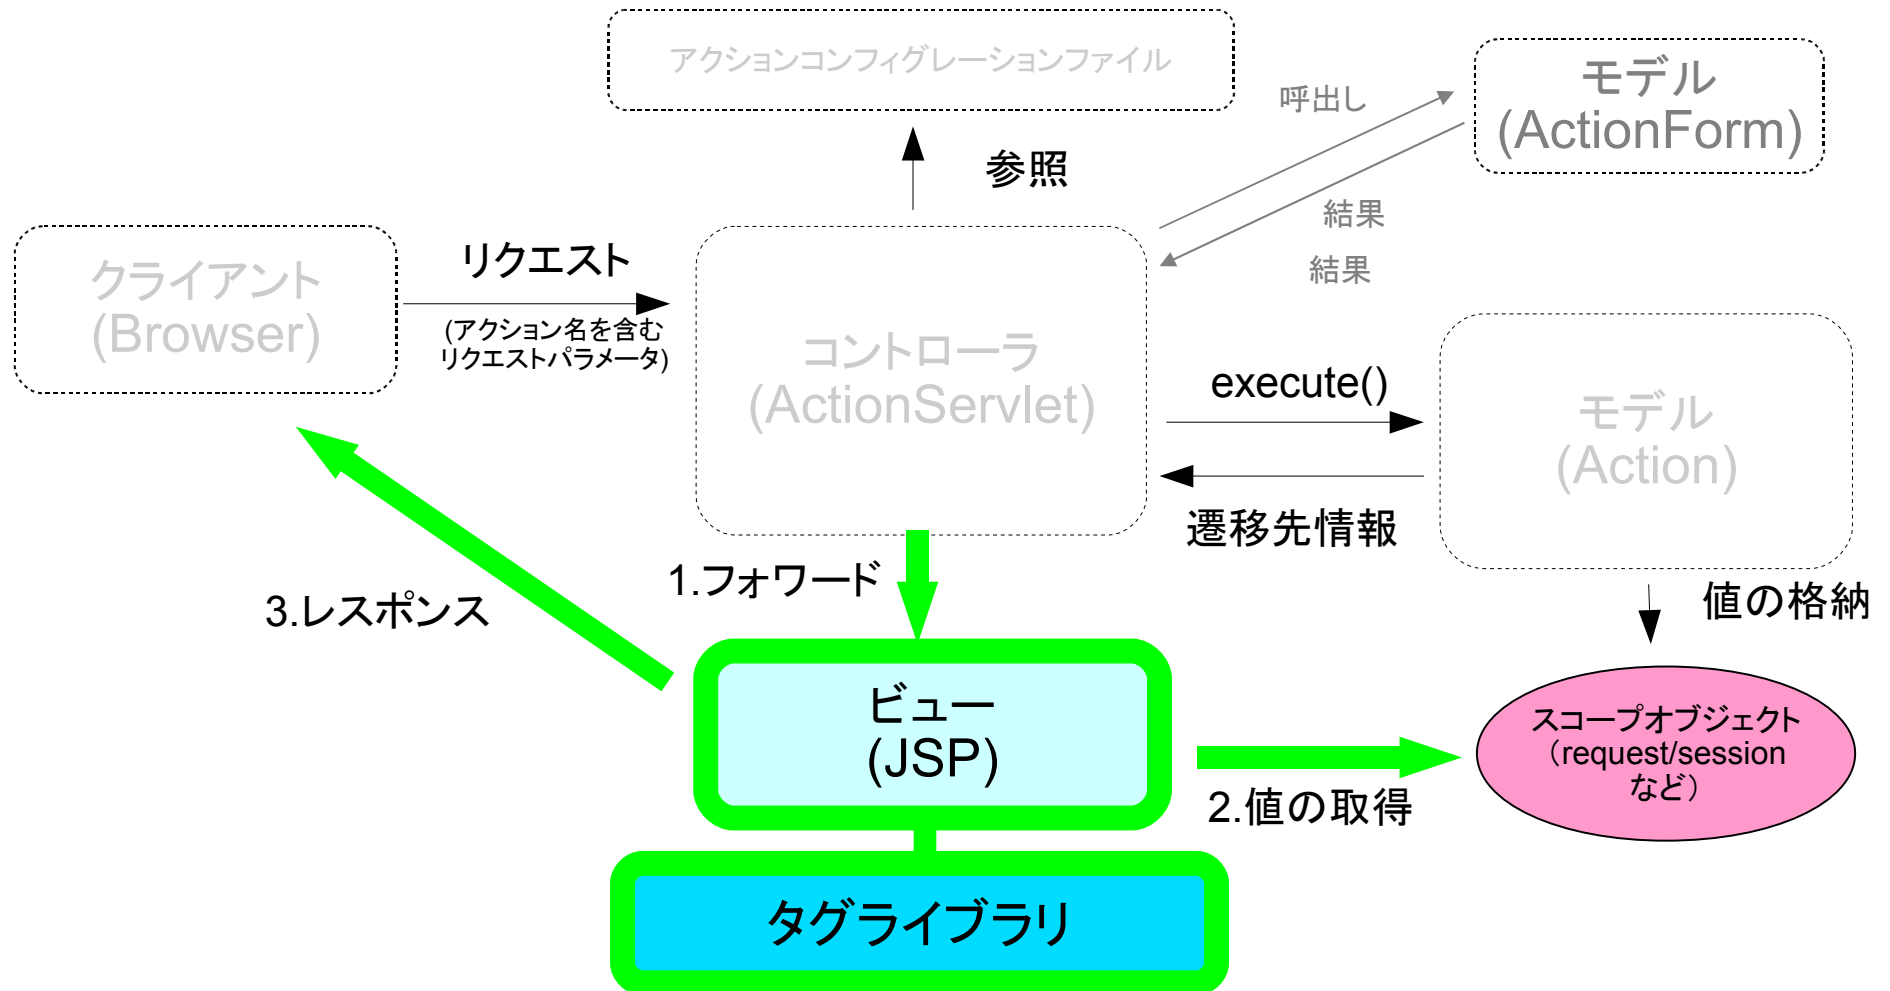 アクションコンフィグレーションファイル
モデル
(ActionForm)
呼出し
参照
結果
結果
クライアント
(Browser)
リクエスト
(アクション名を含む
リクエストパラメータ)
コントローラ
(ActionServlet)
execute()
モデル
(Action)
遷移先情報
1.フォワード
3.レスポンス
値の格納
ビュー
(JSP)
スコープオブジェクト
（request/session
など）
2.値の取得
タグライブラリ